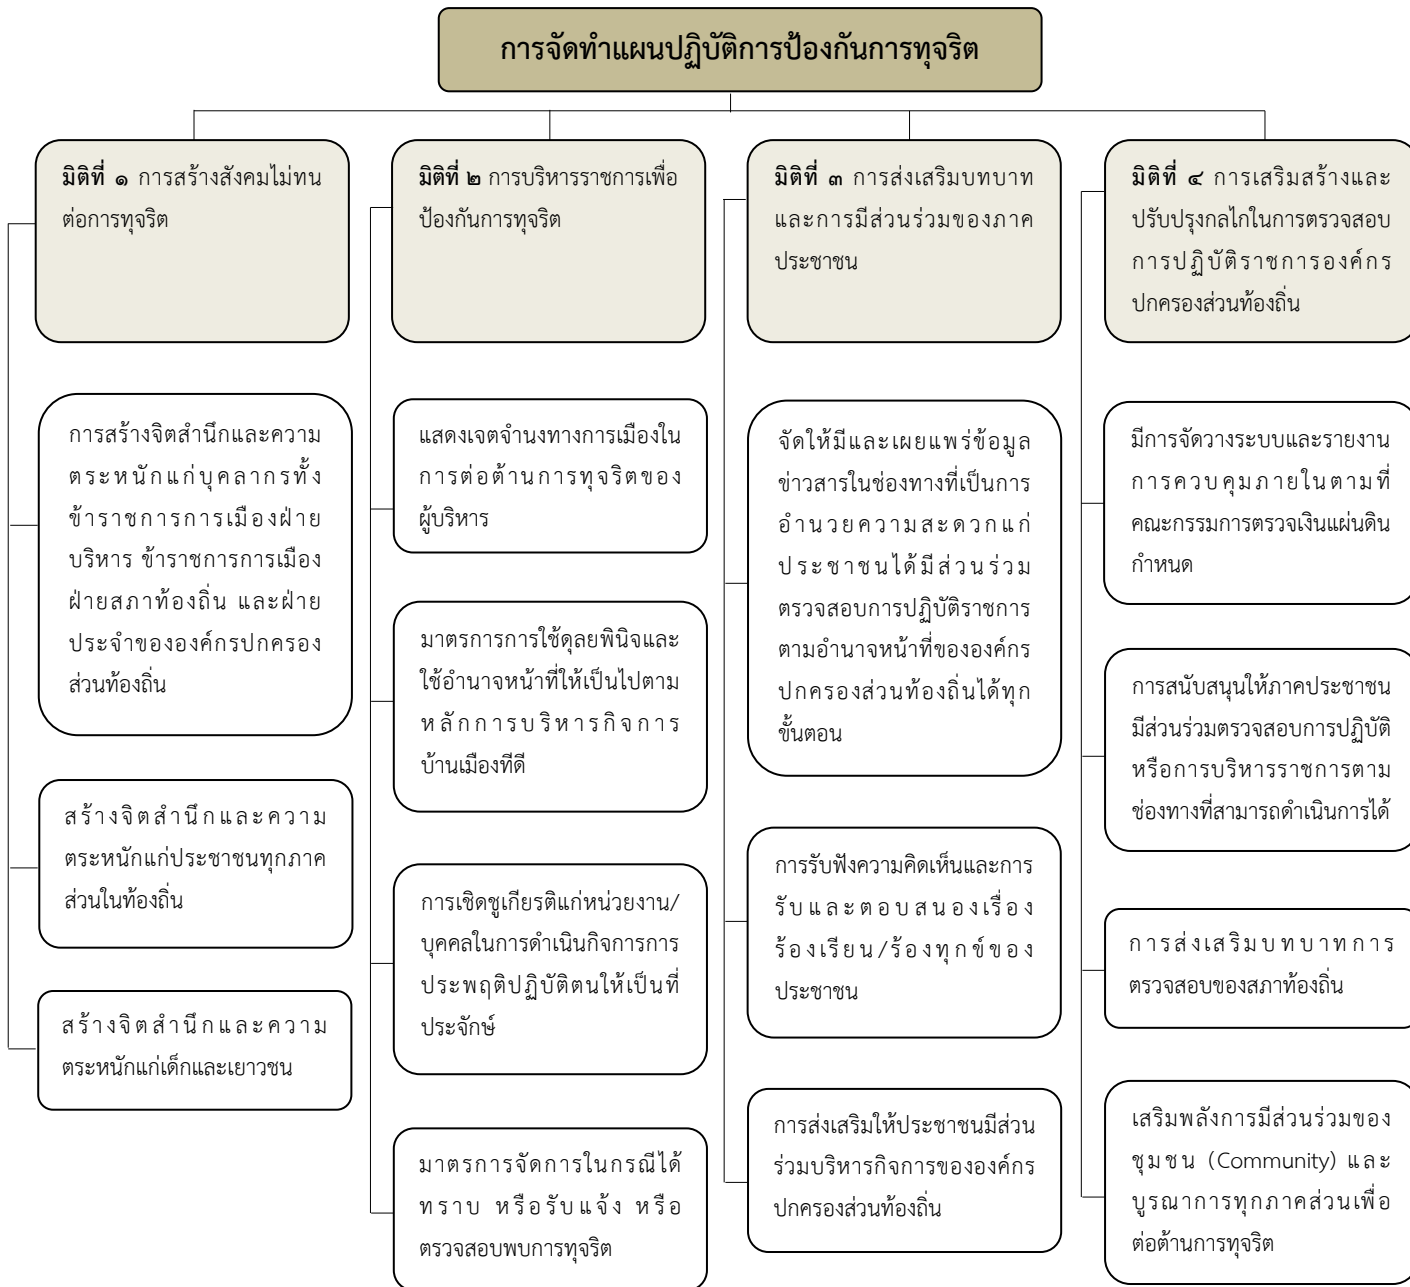 การจัดทำแผนปฏิบัติการป้องกันการทุจริต
มิติที่ ๑ การสร้างสังคมไม่ทน
ต่อการทุจริต
การสร้างจิตสำนึกและความ
ตระหนักแก่บุคลากรทั้ง
ข้าราชการการเมืองฝ่าย
บริหาร ข้าราชการการเมือง
ฝ่ายสภาท้องถิ่น และฝ่าย
ประจำขององค์กรปกครอง
ส่วนท้องถิ่น
สร้างจิตสำนึกและความ
ตระหนักแก่ประชาชนทุกภาค
ส่วนในท้องถิ่น
สร้างจิตสำนึกและความ
ตระหนักแก่เด็กและเยาวชน
มิติที่ ๒ การบริหารราชการเพื่อ
ป้องกันการทุจริต
แสดงเจตจำนงทางการเมืองใน
การต่อต้านการทุจริตของ
ผู้บริหาร
มาตรการการใช้ดุลยพินิจและ
ใช้อำนาจหน้าที่ให้เป็นไปตาม
หลักการบริหารกิจการ
บ้านเมืองทีดี
การเชิดชูเกียรติแก่หน่วยงาน/
บุคคลในการดำเนินกิจการการ
ประพฤติปฏิบัติตนให้เป็นที่
ประจักษ์
มาตรการจัดการในกรณีได้
ทราบ หรือรับแจ้ง หรือ
ตรวจสอบพบการทุจริต
มิติที่ ๓ การส่งเสริมบทบาท
และการมีส่วนร่วมของภาค
ประชาชน
จัดให้มีและเผยแพร่ข้อมูล
ข่าวสารในช่องทางที่เป็นการ
อำนวยความสะดวกแก่
ประชาชนได้มีส่วนร่วม
ตรวจสอบการปฏิบัติราชการ
ตามอำนาจหน้าที่ขององค์กร
ปกครองส่วนท้องถิ่นได้ทุก
ขั้นตอน
การรับฟังความคิดเห็นและการ
รับและตอบสนองเรื่อง
ร้องเรียน/ร้องทุกข์ของ
ประชาชน
การส่งเสริมให้ประชาชนมีส่วน
ร่วมบริหารกิจการขององค์กร
ปกครองส่วนท้องถิ่น
มิติที่ ๔ การเสริมสร้างและ
ปรับปรุงกลไกในการตรวจสอบ
การปฏิบัติราชการองค์กร
ปกครองส่วนท้องถิ่น
มีการจัดวางระบบและรายงาน
การควบคุมภายในตามที่
คณะกรรมการตรวจเงินแผ่นดิน
กำหนด
การสนับสนุนให้ภาคประชาชน
มีส่วนร่วมตรวจสอบการปฏิบัติ
หรือการบริหารราชการตาม
ช่องทางที่สามารถดำเนินการได้
การส่งเสริมบทบาทการ
ตรวจสอบของสภาท้องถิ่น
เสริมพลังการมีส่วนร่วมของ
ชุมชน (Community) และ
บูรณาการทุกภาคส่วนเพื่อ
ต่อต้านการทุจริต